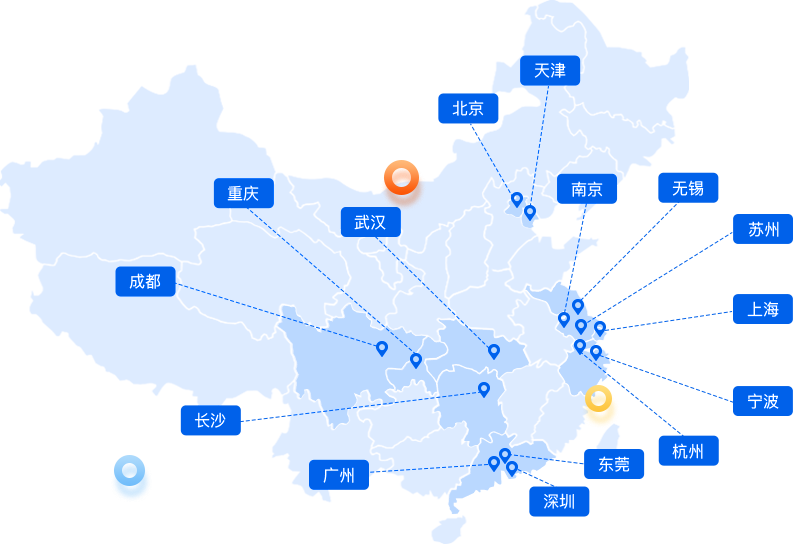 天津
北京
南京
无锡
重庆
武汉
苏州
成都
上海
宁波
长沙
杭州
东莞
广州
深圳